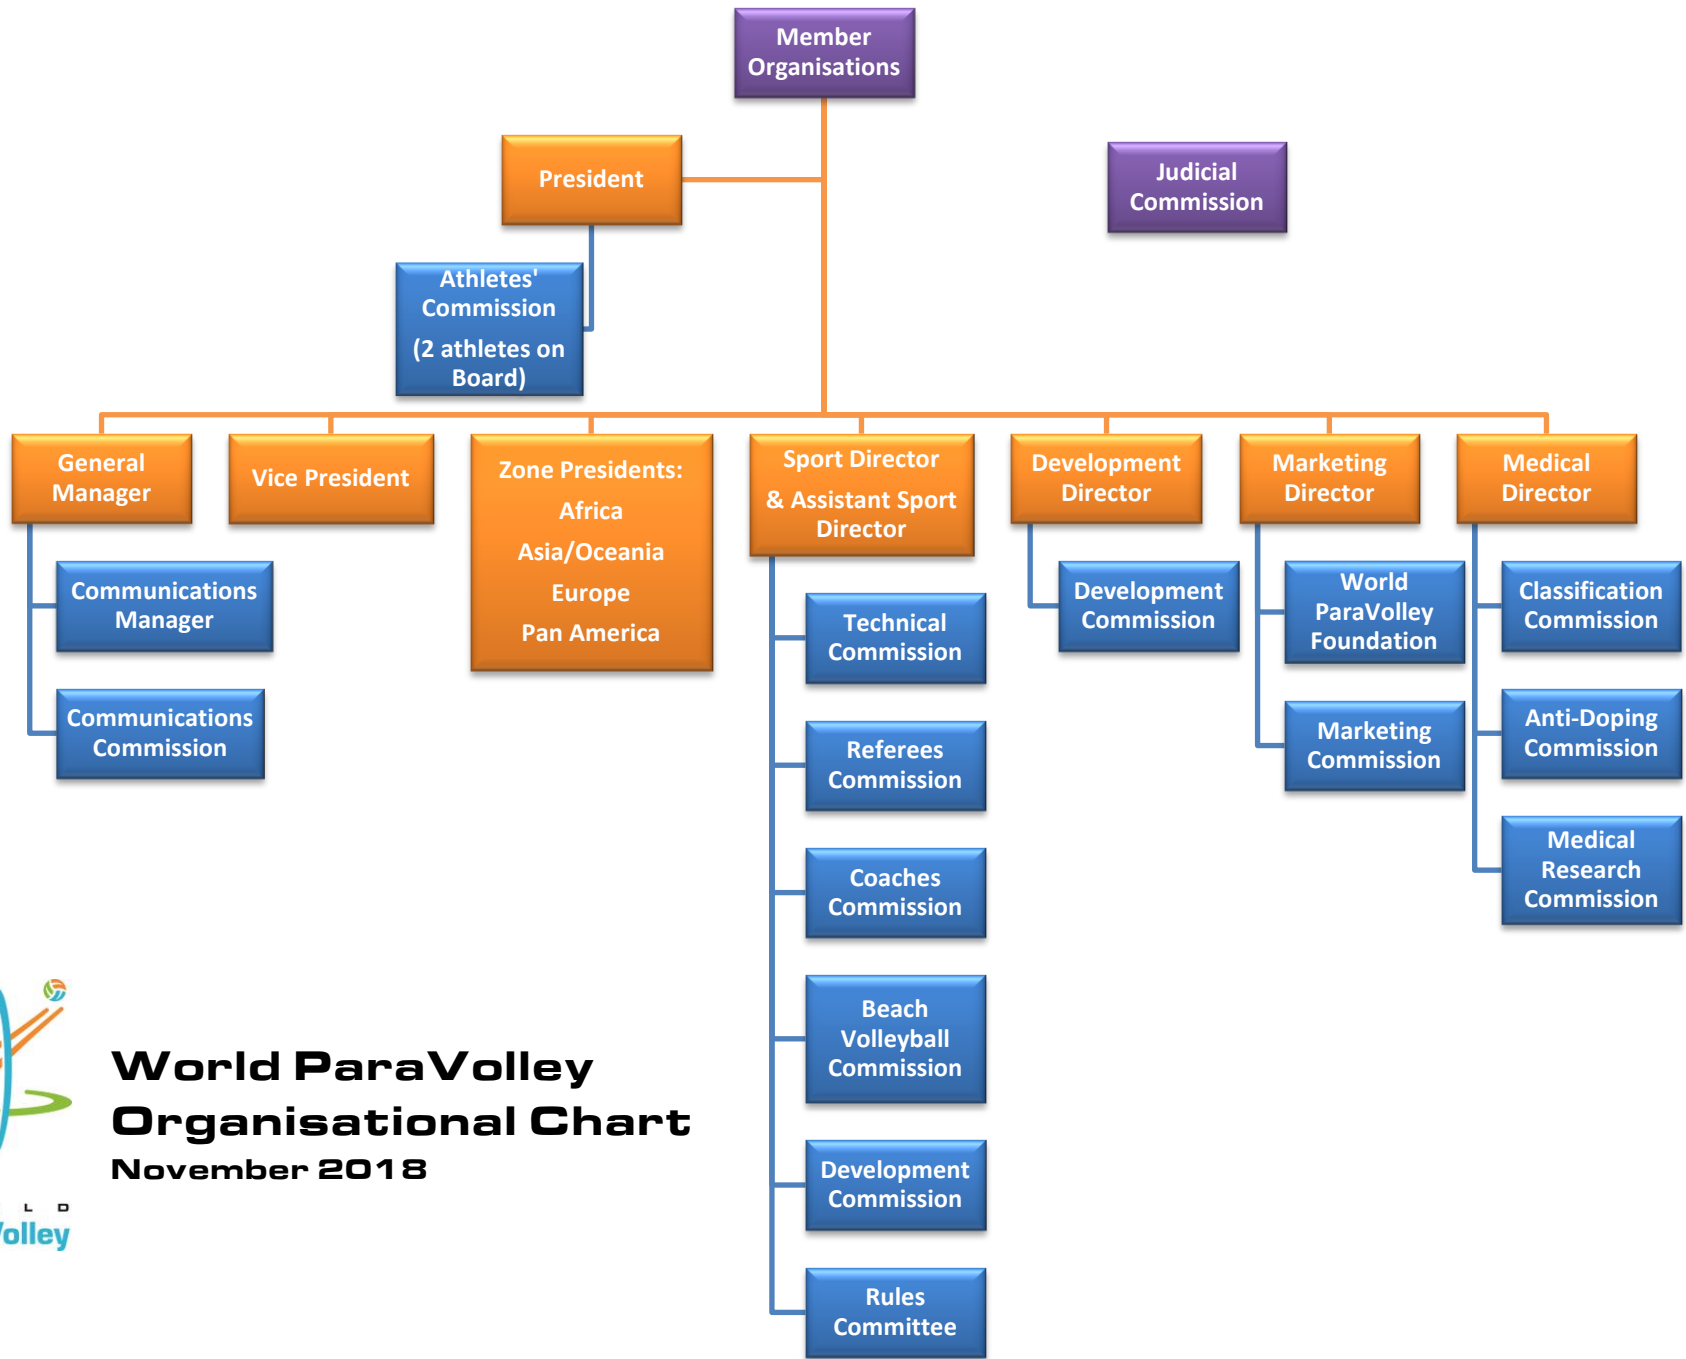 Member
Organisations
President
Judicial
Commission
Athletes'
Commission
(2 athletes on
Board)
General
Manager
Vice President
Zone Presidents:
Africa
Asia/Oceania
Europe
Pan America
Sport Director
& Assistant Sport
Director
Development
Director
Marketing
Director
Medical
Director
Communications
Manager
Communications
Commission
Technical
Commission
Referees
Commission
Coaches
Commission
Beach
Volleyball
Commission
Development
Commission
Rules
Committee
Development
Commission
World
ParaVolley
Foundation
Marketing
Commission
Classification
Commission
Anti-Doping
Commission
Medical
Research
Commission
World ParaVolley
Organisational Chart
November 2018
L D
olley